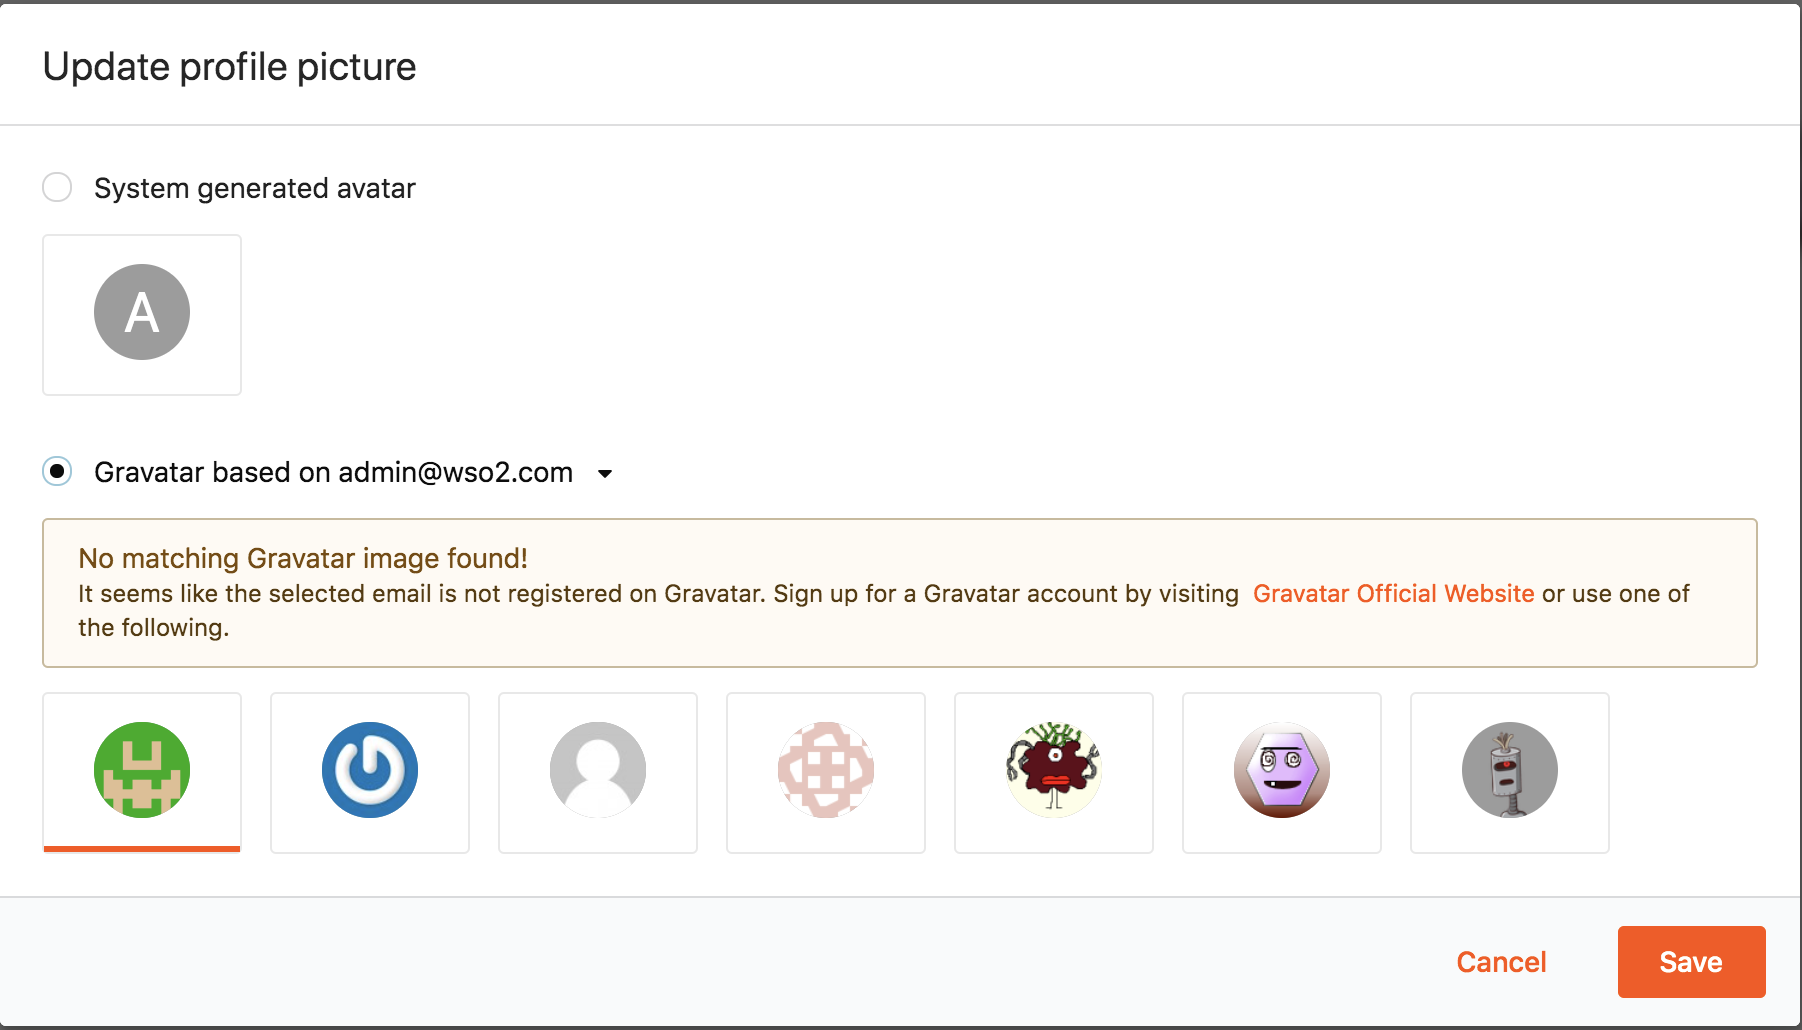 Update profile picture
System generated avatar
A
Gravatar based on admin@wso2.com
No matching Gravatar image found!
It seems like the selected email is not registered on Gravatar. Sign up for a Gravatar account by visiting Gravatar Official Website or use one of
the following.
Cancel
Save